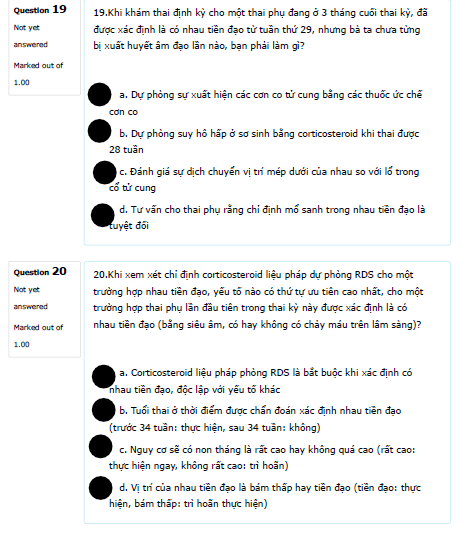 Question 19
Not yet
answered
Marked out of
1.00
19.Khi khám thai định kỳ cho một thai phụ đang ở 3 tháng cuối thai kỳ, đã
được xác định là có nhau tiền đạo từ tuần thứ 29, nhưng bà ta chưa từng
bị xuất huyết âm đạo lần nào, bạn phải làm gì?
a. Dự phòng sự xuất hiện các cơn co tử cung bằng các thuốc ức chế
cơn co
b. Dự phòng suy hô hấp ở sơ sinh bằng corticosteroid khi thai được
28 tuần
c. Đánh giá sự dịch chuyển vị trí mép dưới của nhau so với lổ trong
cổ tử cung
d. Tư vấn cho thai phụ rằng chỉ định mổ sanh trong nhau tiền đạo là
tuyệt đối
Question 20
Not yet
answered
Marked out of
1.00
20.Khi xem xét chỉ định corticosteroid liệu pháp dự phòng RDS cho một
trường hợp nhau tiền đạo, yếu tố nào có thứ tự ưu tiên cao nhất, cho một
trường hợp thai phụ lần đầu tiên trong thai kỳ này được xác định là có
nhau tiền đạo (bằng siêu âm, có hay không có chảy máu trên lâm sàng)?
a. Corticosteroid liệu pháp phòng RDS là bắt buộc khi xác định có
nhau tiền đạo, độc lập với yếu tố khác
b. Tuổi thai ở thời điểm được chẩn đoán xác định nhau tiền đạo
(trước 34 tuần: thực hiện, sau 34 tuần: không)
c. Nguy cơ sẽ có non tháng là rất cao hay không quá cao (rất cao:
thực hiện ngay, không rất cao: trì hoãn)
d. Vị trí của nhau tiền đạo là bám thấp hay tiền đạo (tiền đạo: thực
hiện, bám thấp: trì hoãn thực hiện)